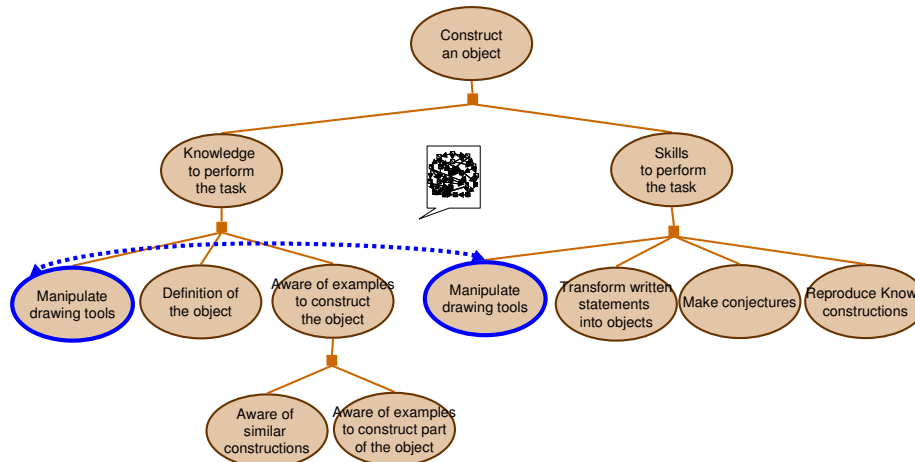 Construct
an object
Knowledge
to perform
the task
Skills
to perform
the task
Manipulate
drawing tools
Definition of
the object
Aware of examples
to construct
the object
Manipulate
drawing tools
Transform written
statements
into objects
Make conjectures
Reproduce Know
constructions
Aware of
similar
constructions
Aware of examples
to construct part
of the object